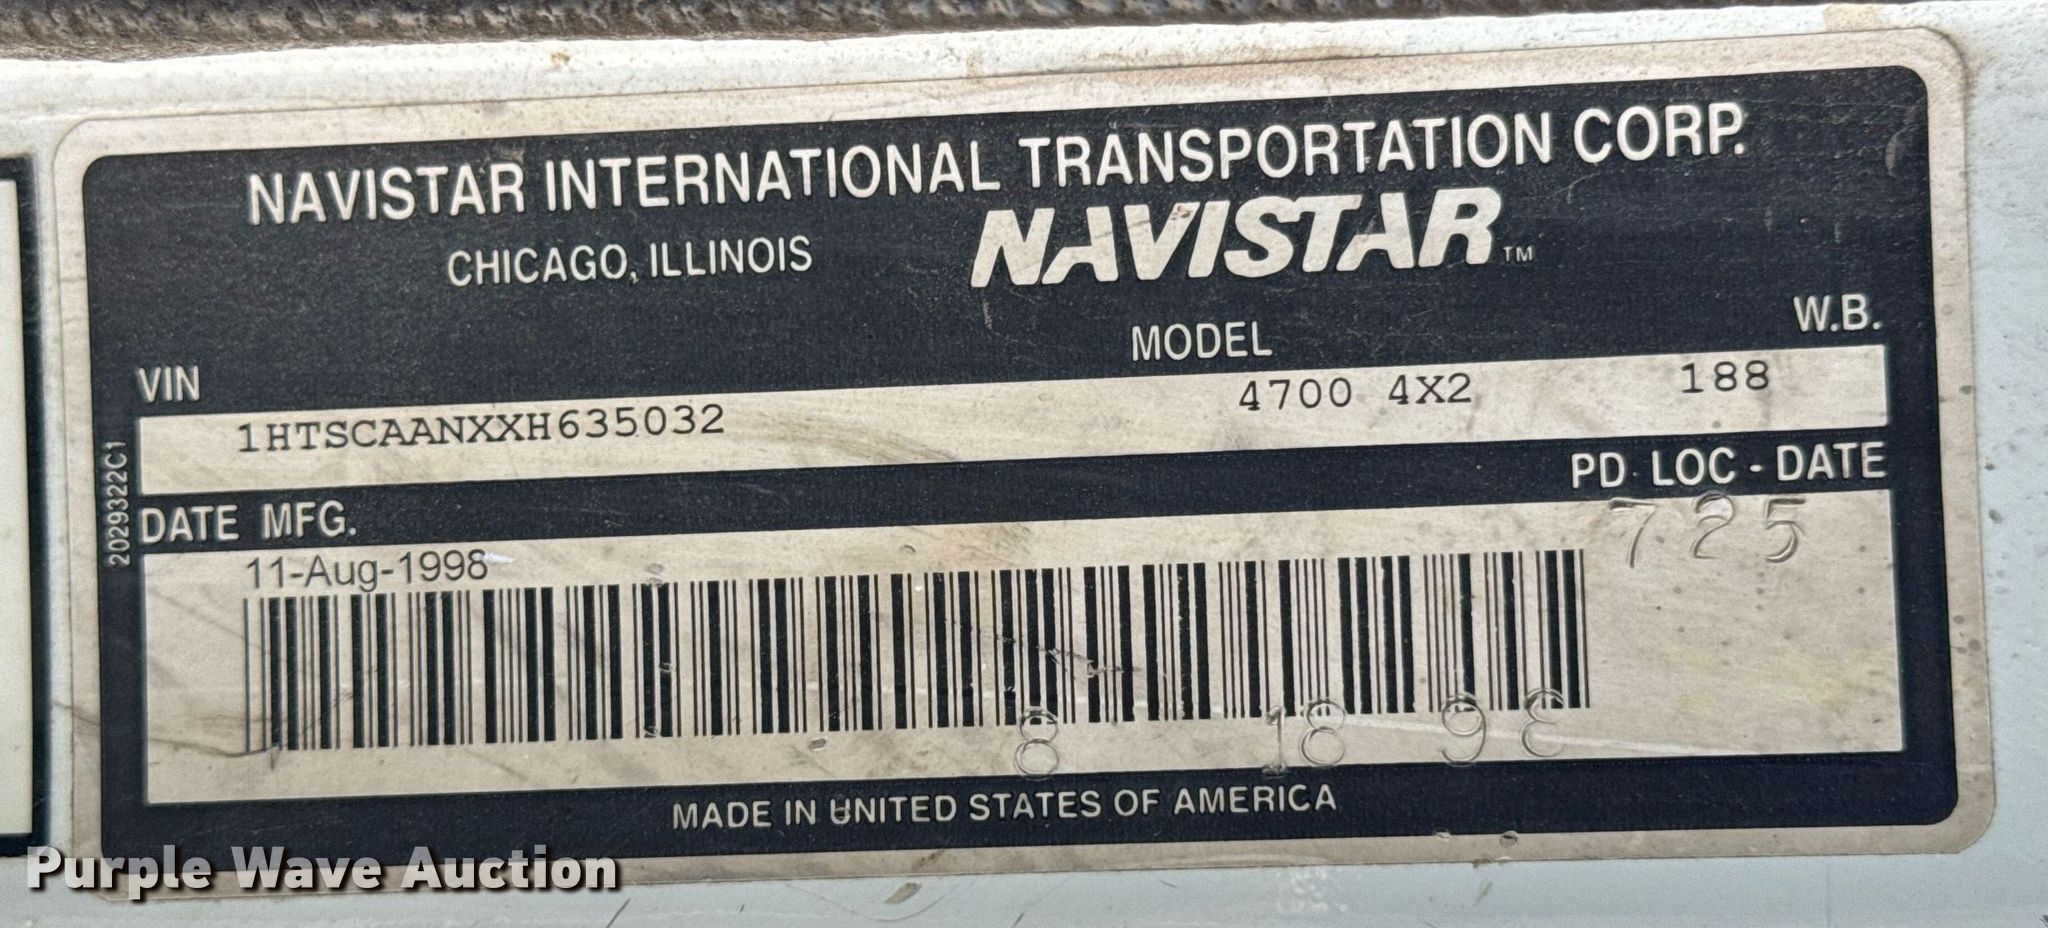 NAVISTAR INTERNATIONAL TRANSPORTATION CORP.
CHICAGO, ILLINOIS
NAVISTAR™
VIN
MODEL
W.B.
1HTSCAANXXH635032
4700 4X2
188
DATE MFG.
PD LOC - DATE
11-Aug-1998
725
8 18 98
2029322C1
MADE IN UNITED STATES OF AMERICA
Purple Wave Auction